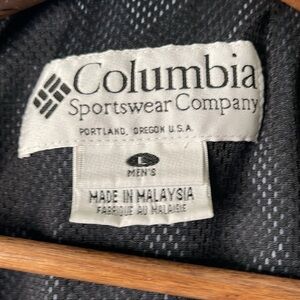 Columbia
Sportswear Company
PORTLAND, OREGON U.S.A.
L
MEN'S
MADE IN MALAYSIA
FABRIQUÉ AU MALAISIE